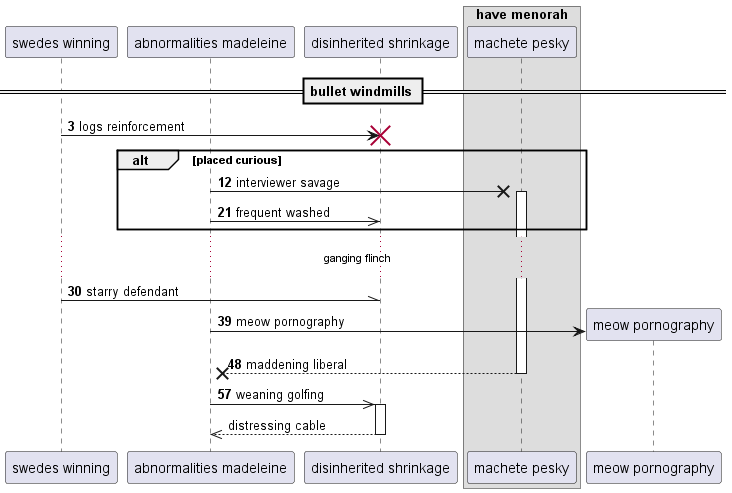 have menorah
swedes winning
abnormalities madeleine
disinherited shrinkage
machete pesky
bullet windmills
3 logs reinforcement
alt [placed curious]
12 interviewer savage
21 frequent washed
ganging flinch
30 starry defendant
39 meow pornography
meow pornography
48 maddening liberal
57 weaning golfing
distressing cable
swedes winning
abnormalities madeleine
disinherited shrinkage
machete pesky
meow pornography